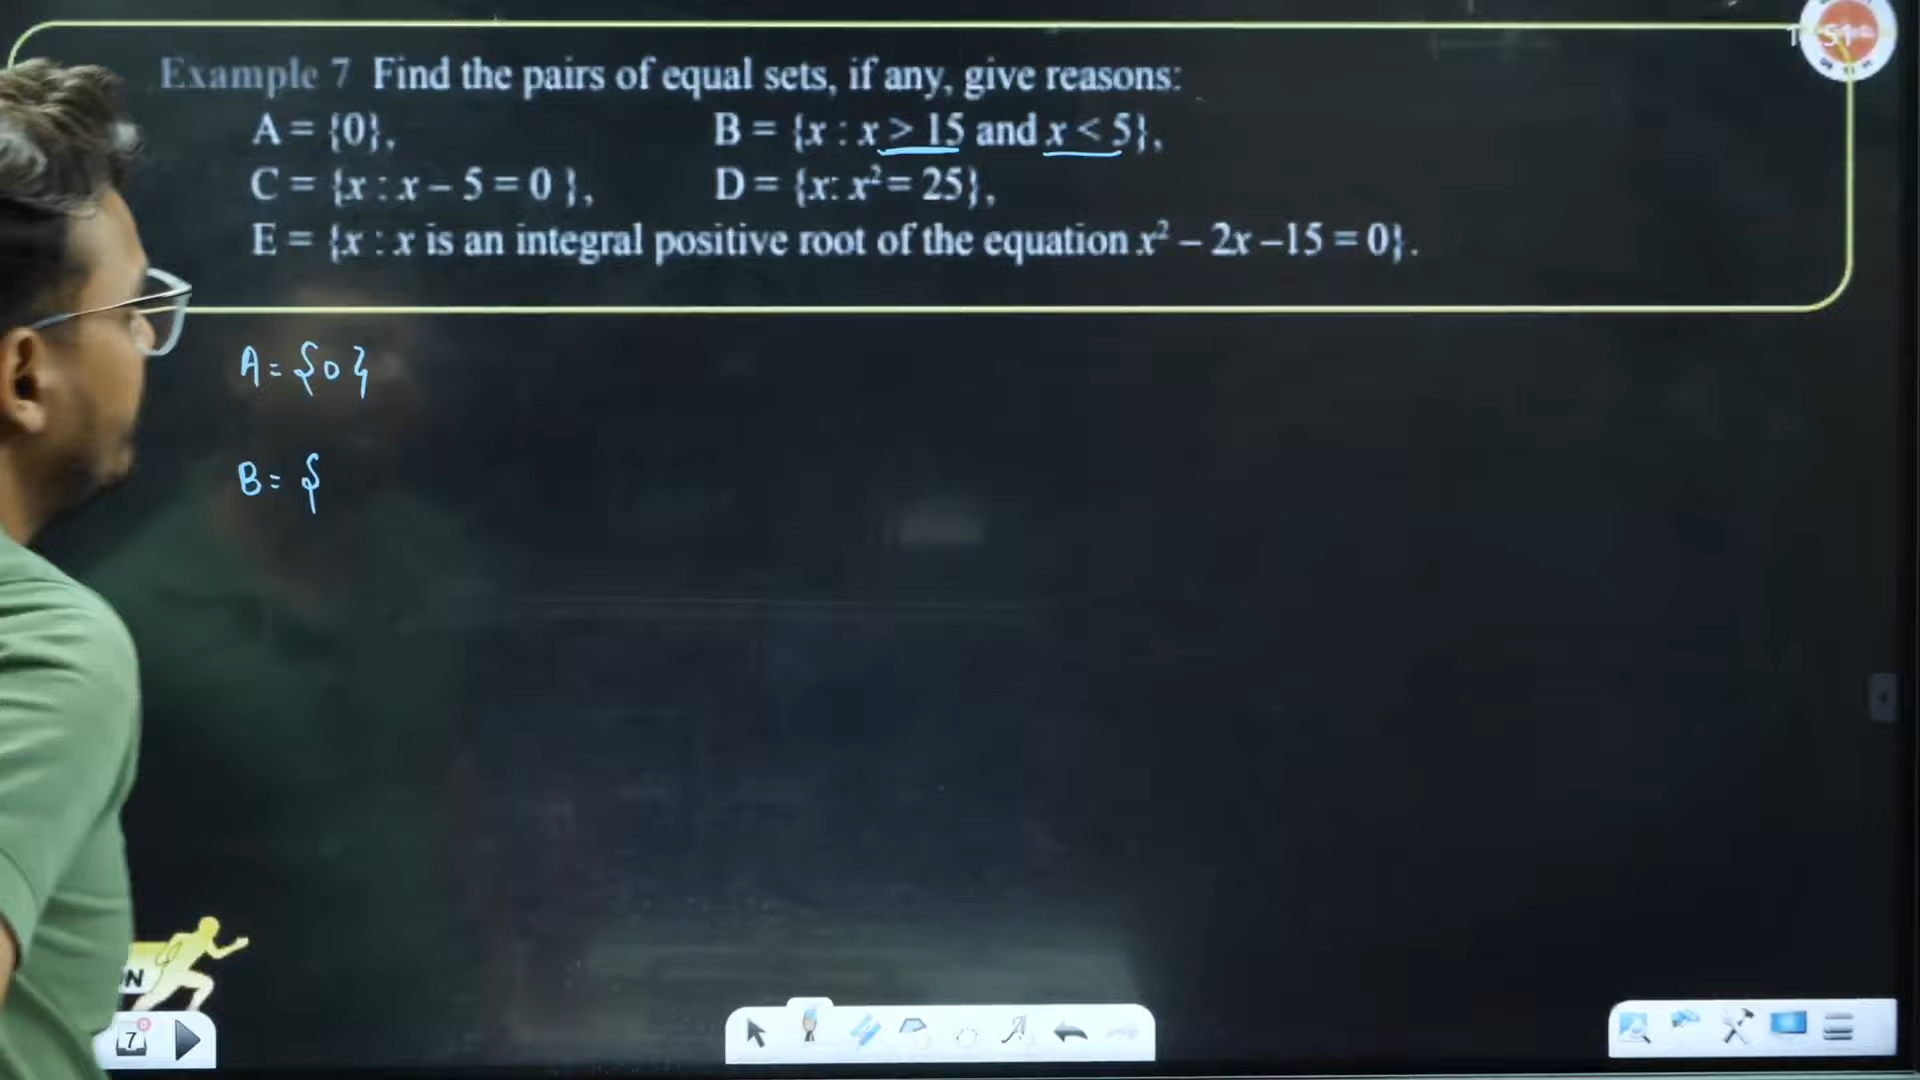 Example 7 Find the pairs of equal sets, if any, give reasons:
A = {0}, B = {x : x > 15 and x < 5},
C = {x : x – 5 = 0 }, D = {x: x² = 25},
E = {x : x is an integral positive root of the equation x² – 2x –15 = 0}.
A = {0}
B = {
7